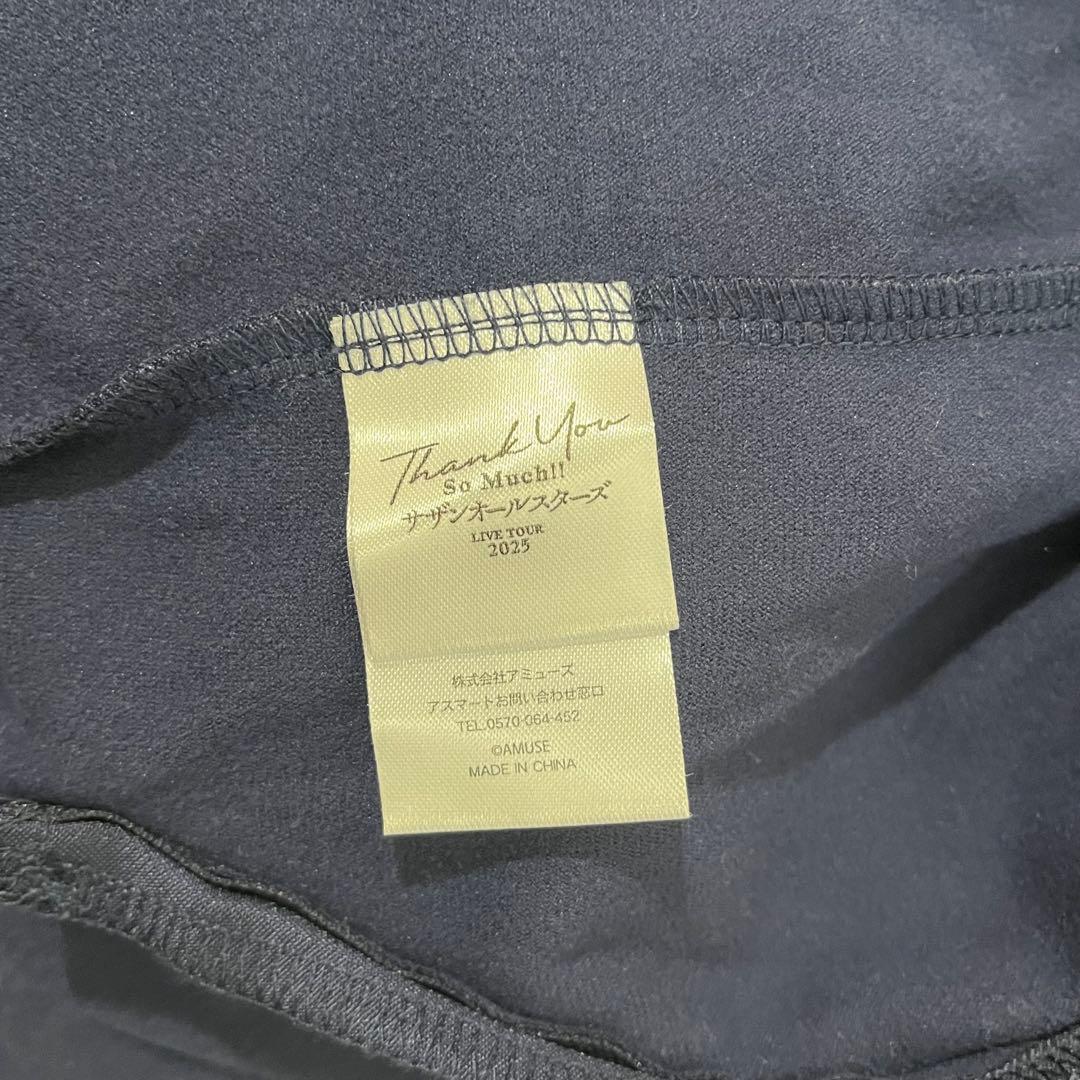 Thank You
So Much!!
サザンオールスターズ
LIVE TOUR
2025
株式会社アミューズ
アスマートお問い合わせ窓口
TEL.0570-064-452
©AMUSE
MADE IN CHINA